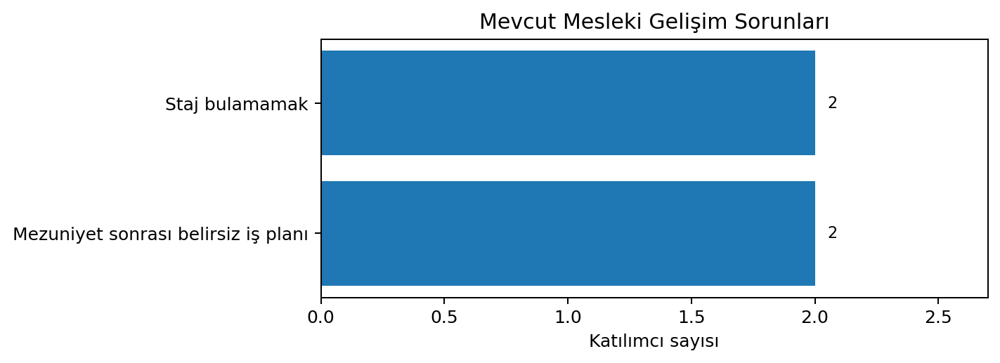 Mevcut Mesleki Gelişim Sorunları
Staj bulamamak
2
Mezuniyet sonrası belirsiz iş planı
2
0.0 0.5 1.0 1.5 2.0 2.5
Katılımcı sayısı